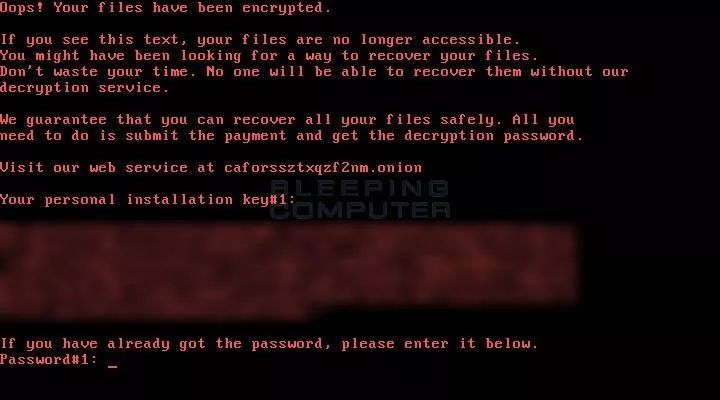 Oops! Your files have been encrypted.
If you see this text, your files are no longer accessible.
You might have been looking for a way to recover your files.
Don't waste your time. No one will be able to recover them without our
decryption service.
We guarantee that you can recover all your files safely. All you
need to do is submit the payment and get the decryption password.
Visit our web service at caforssztxqzf2nm.onion
Your personal installation key#1:
BLEEPING
COMPUTER
If you have already got the password, please enter it below.
Password#1: _